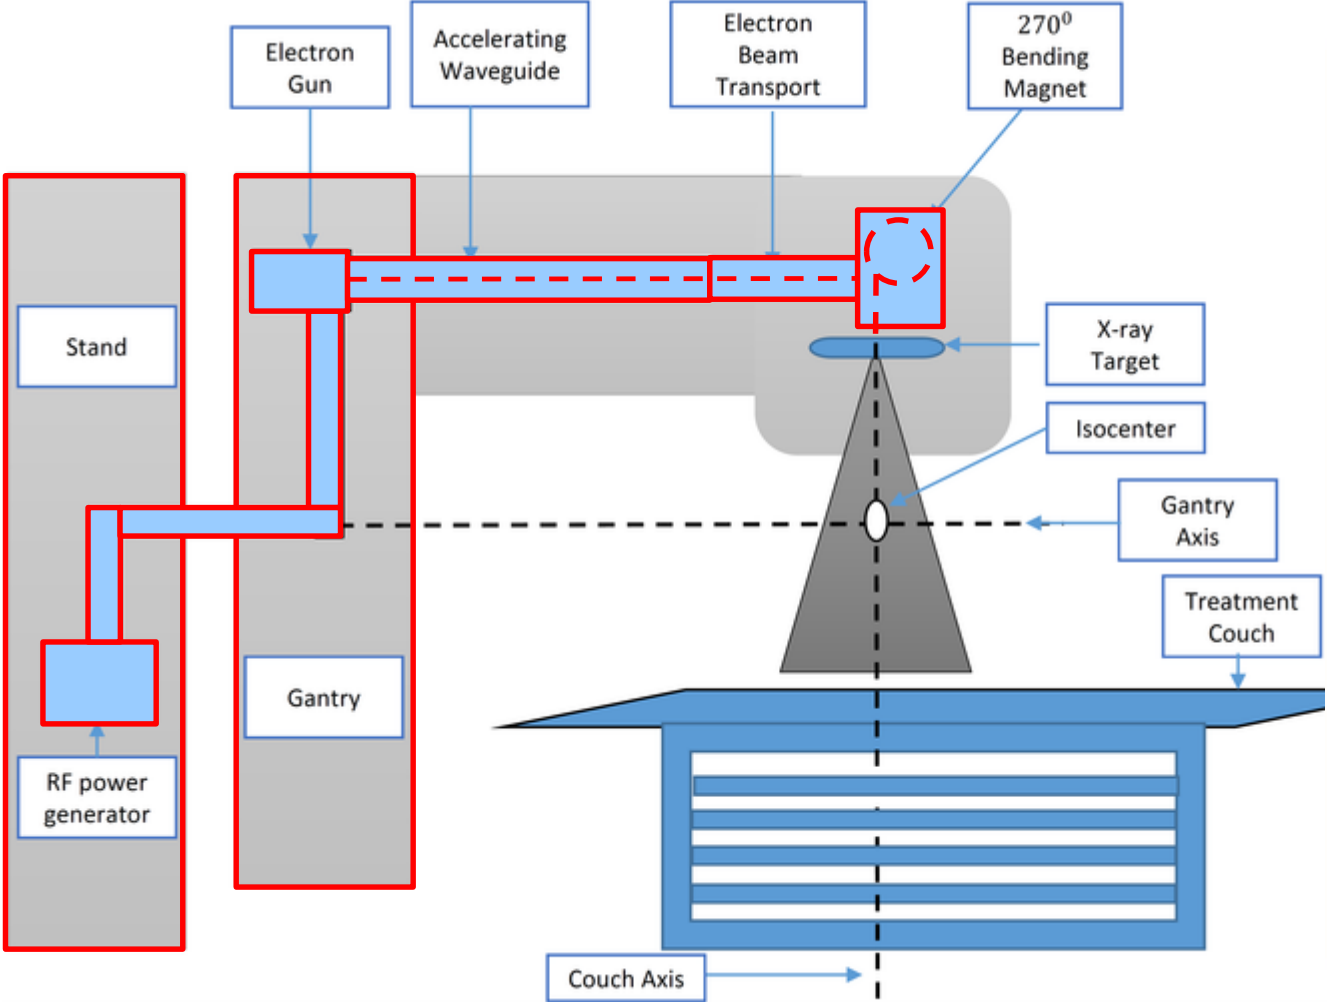 Electron
Gun
Accelerating
Waveguide
Electron
Beam
Transport
270⁰
Bending
Magnet
Stand
X-ray
Target
Isocenter
Gantry
Axis
Treatment
Couch
Gantry
RF power
generator
Couch Axis